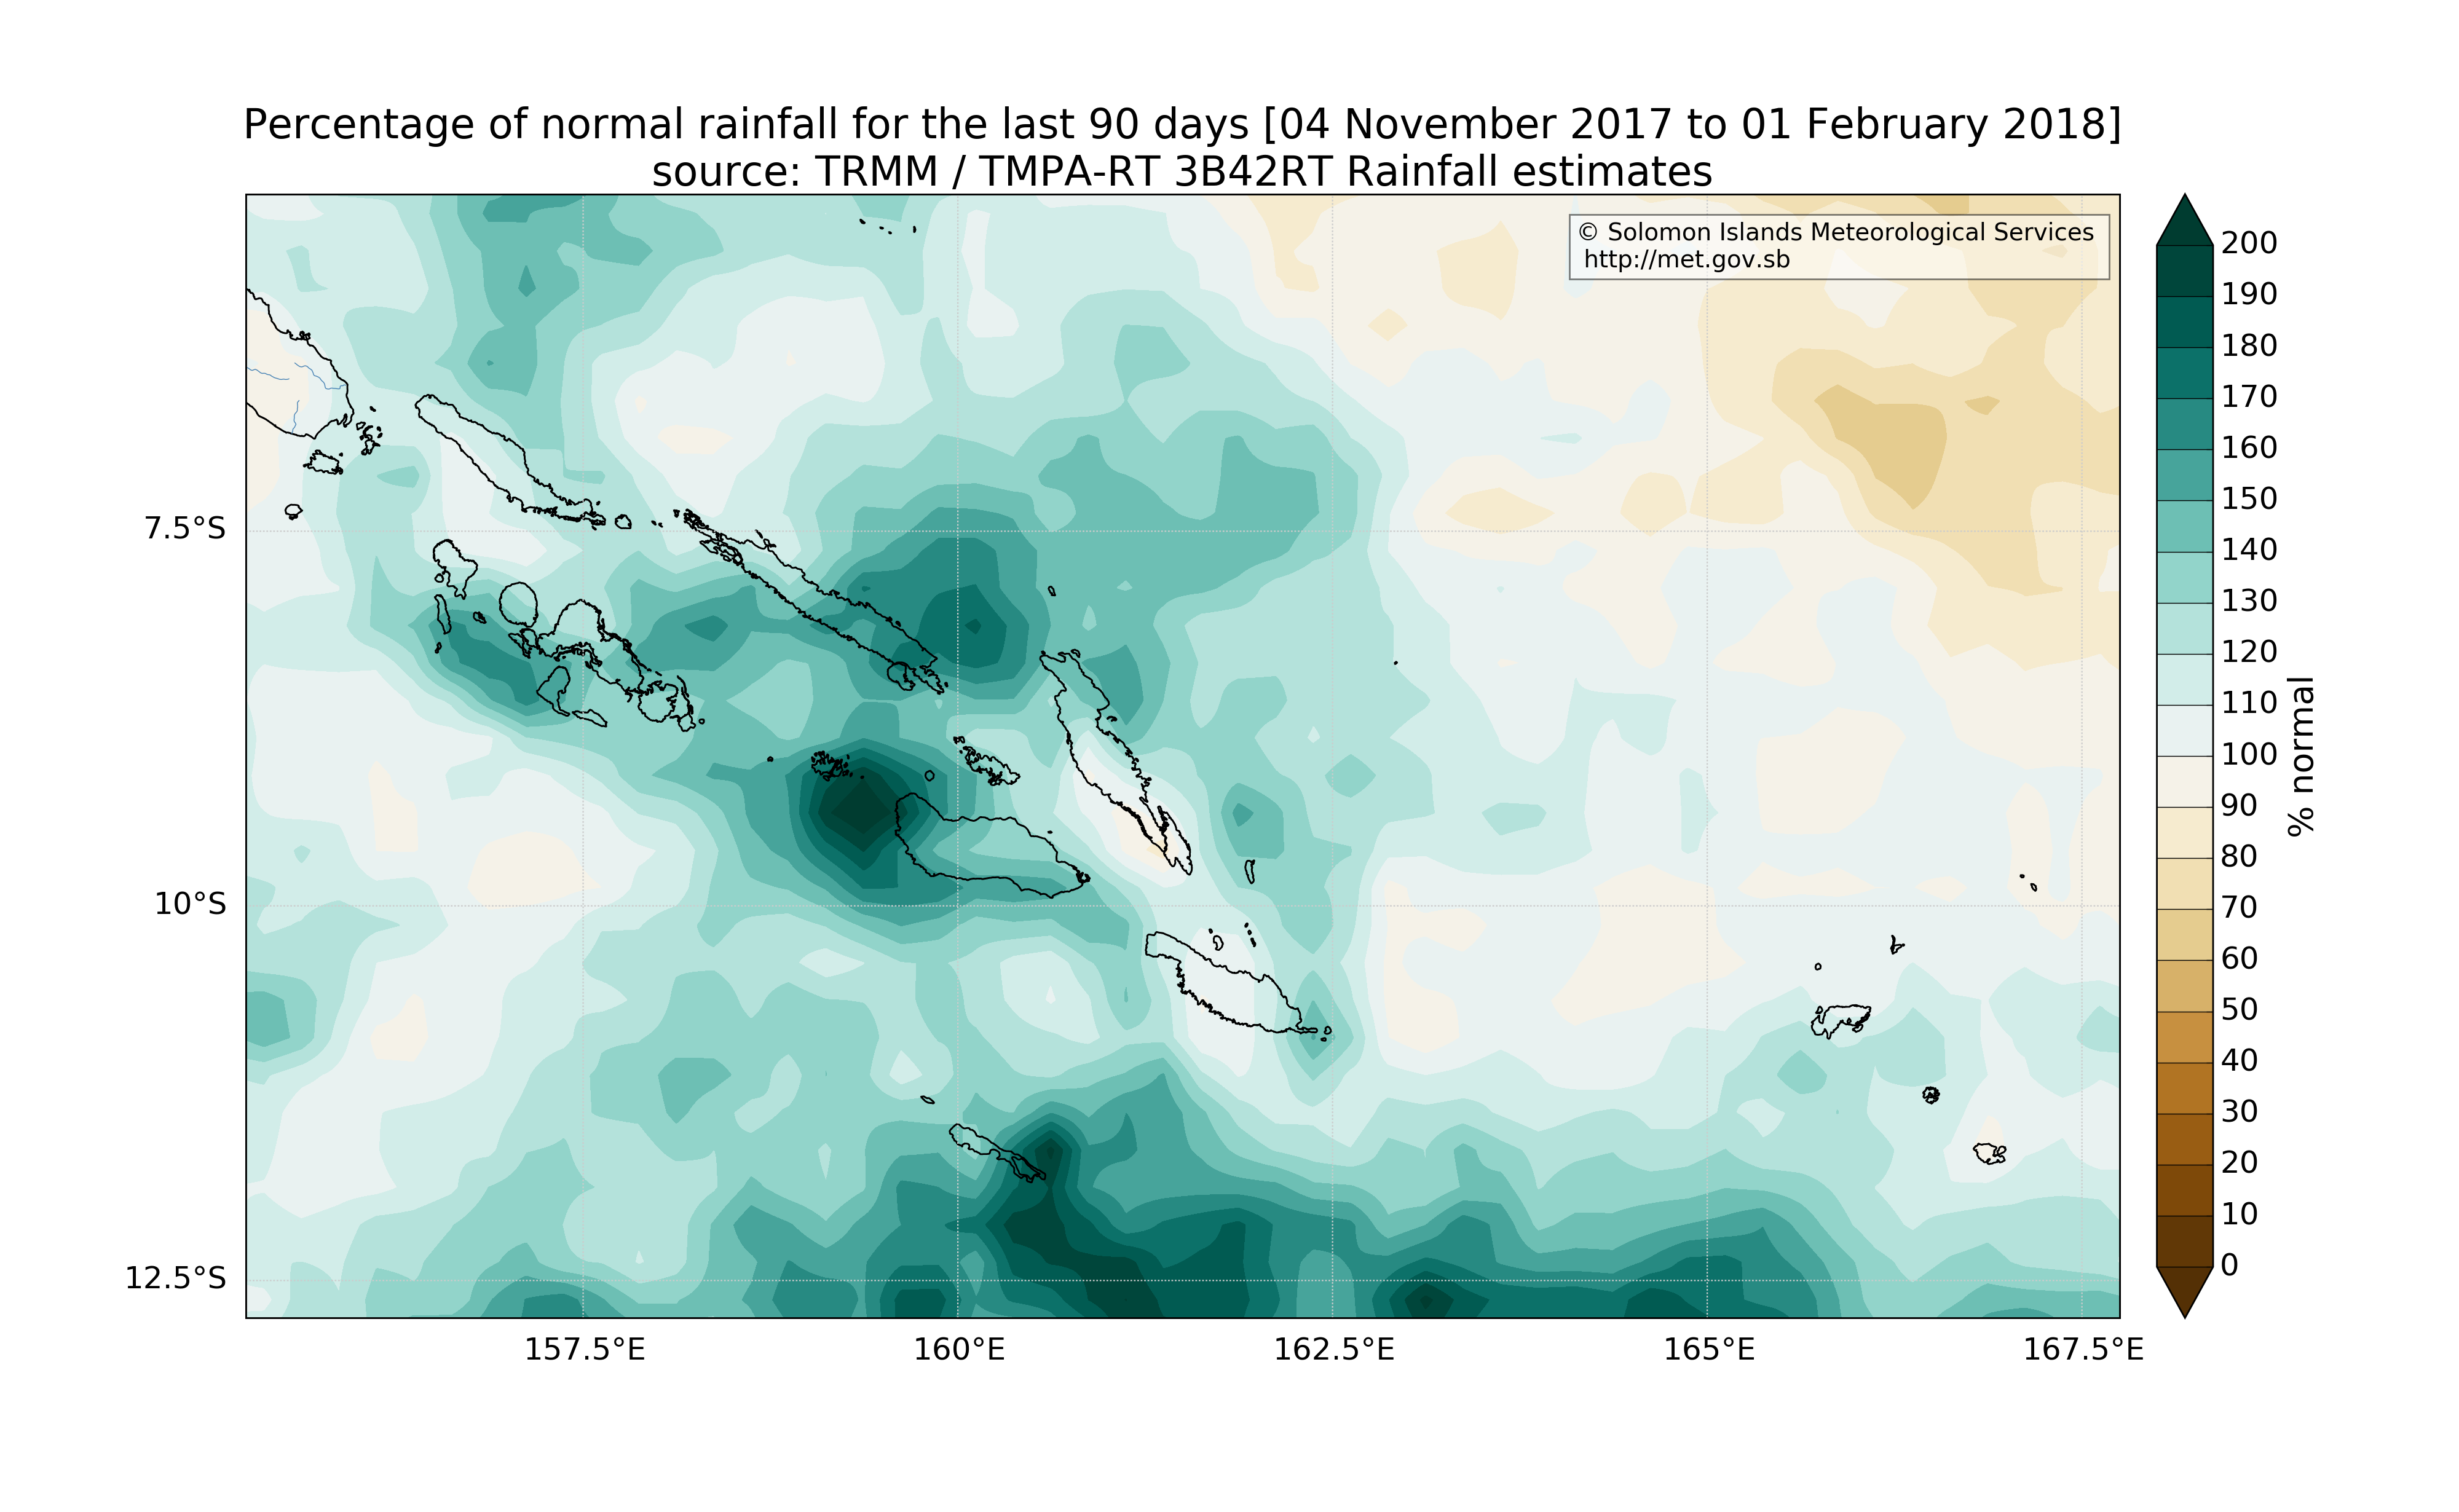 Percentage of normal rainfall for the last 90 days [04 November 2017 to 01 February 2018]
source: TRMM / TMPA-RT 3B42RT Rainfall estimates
© Solomon Islands Meteorological Services
http://met.gov.sb
7.5°S
10°S
12.5°S
157.5°E
160°E
162.5°E
165°E
167.5°E
200
190
180
170
160
150
140
130
120
110
100
90
80
70
60
50
40
30
20
10
0
% normal